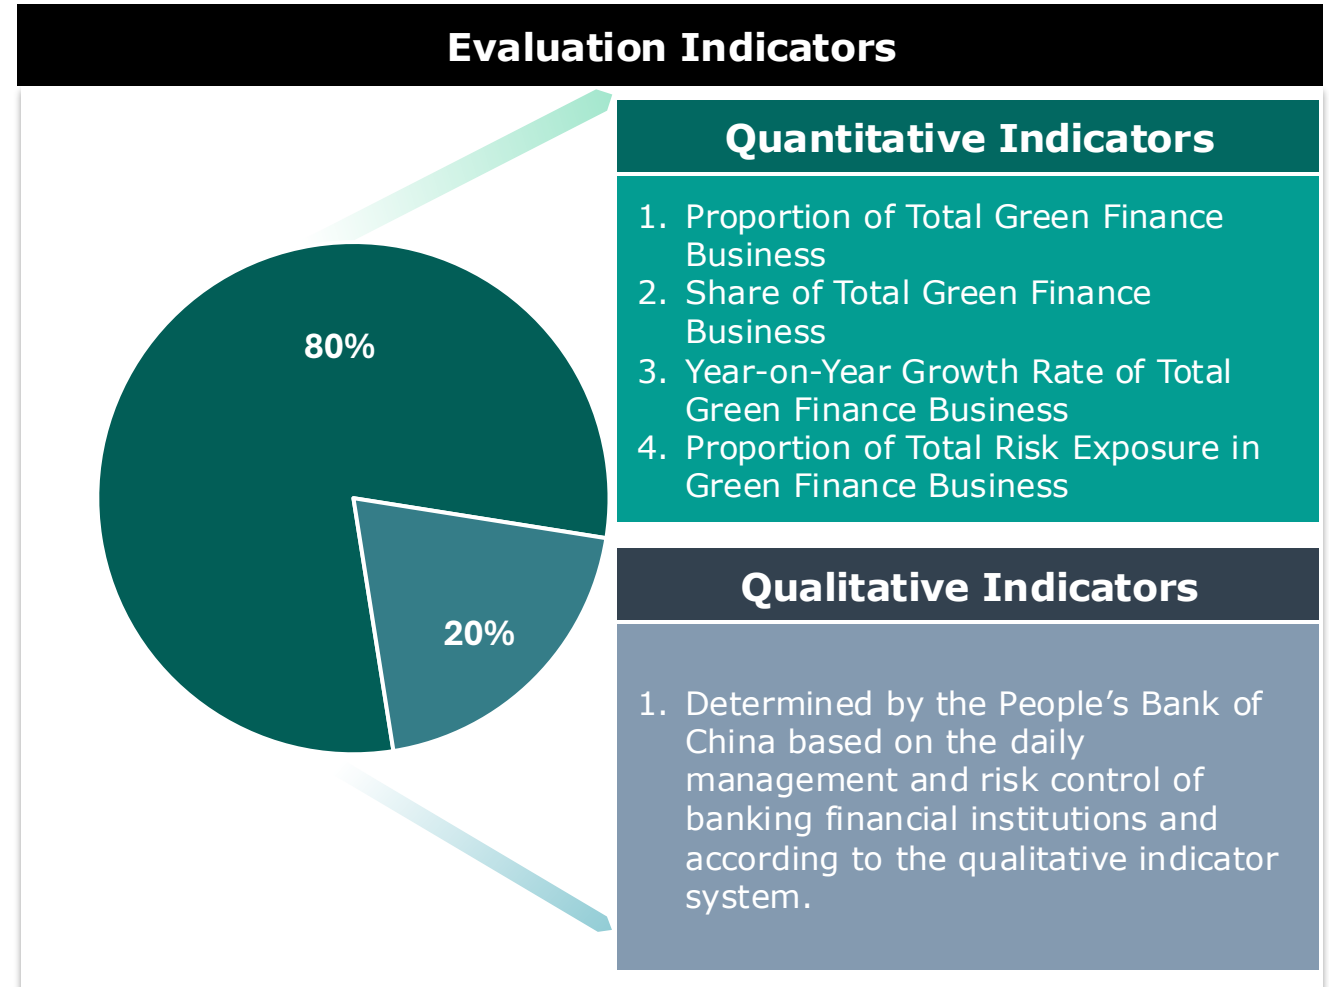 Evaluation Indicators
Quantitative Indicators
1. Proportion of Total Green Finance
Business
2. Share of Total Green Finance
Business
3. Year-on-Year Growth Rate of Total
Green Finance Business
4. Proportion of Total Risk Exposure in
Green Finance Business
80%
20%
Qualitative Indicators
1. Determined by the People’s Bank of
China based on the daily
management and risk control of
banking financial institutions and
according to the qualitative indicator
system.